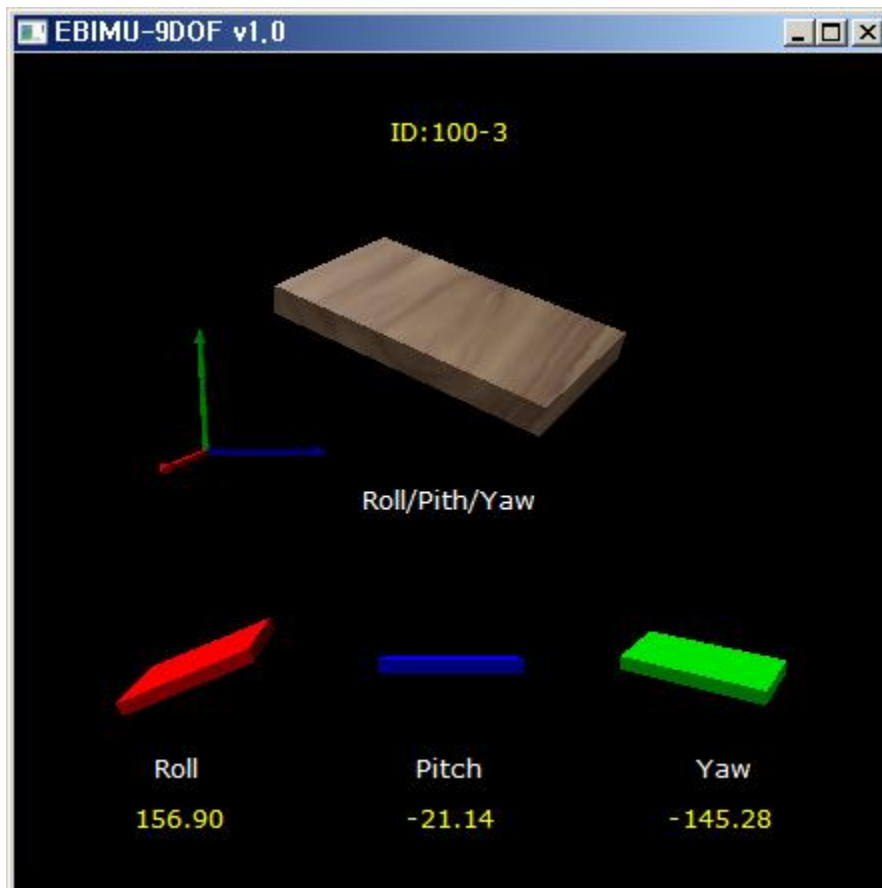 EBIMU-9DOF v1.0
ID:100-3
Roll/Pith/Yaw
Roll Pitch Yaw
156.90 -21.14 -145.28